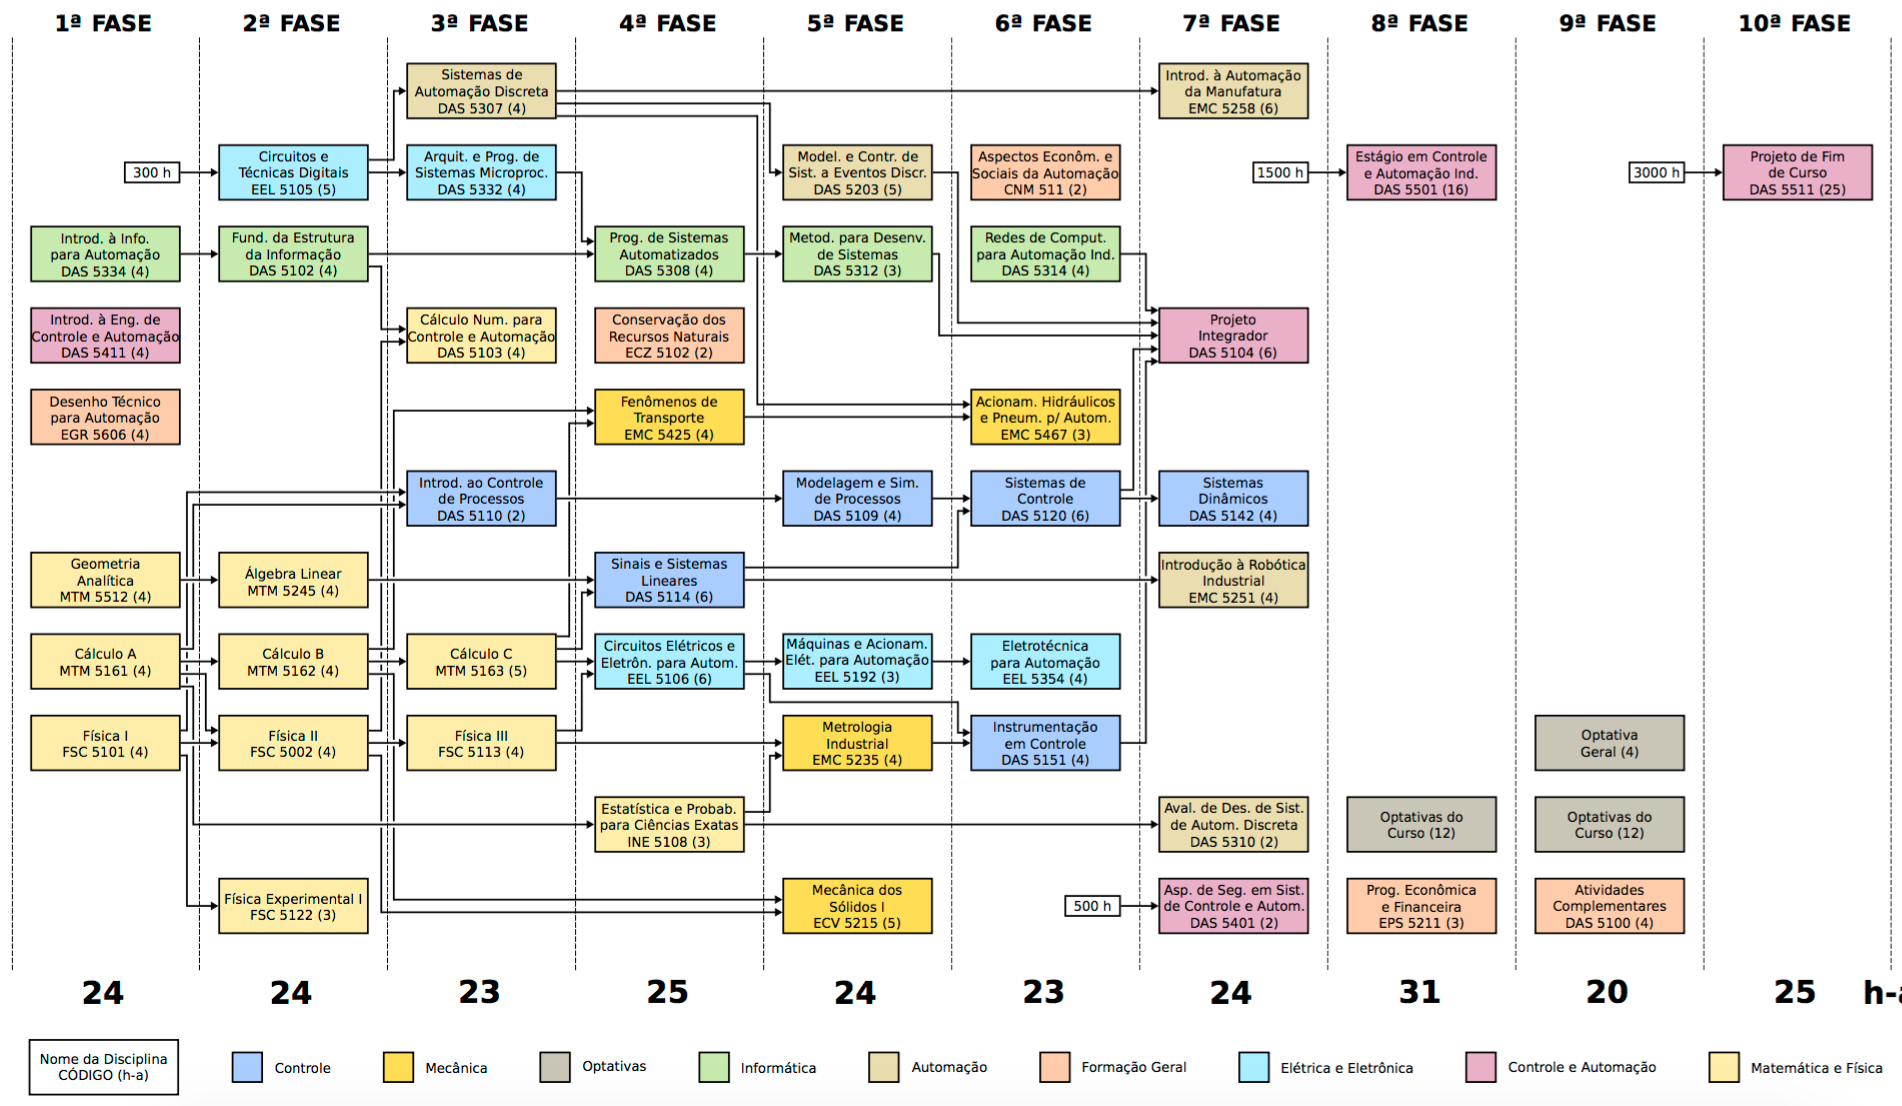 1ª FASE
2ª FASE
3ª FASE
4ª FASE
5ª FASE
6ª FASE
7ª FASE
8ª FASE
9ª FASE
10ª FASE
Sistemas de
Automação Discreta
DAS 5307 (4)
Introd. à Automação
da Manufatura
EMC 5258 (6)
300 h
Circuitos e
Técnicas Digitais
EEL 5105 (5)
Arquit. e Prog. de
Sistemas Microproc.
DAS 5332 (4)
Model. e Contr. de
Sist. a Eventos Discr.
DAS 5203 (5)
Aspectos Econôm. e
Sociais da Automação
CNM 511 (2)
1500 h
Estágio em Controle
e Automação Ind.
DAS 5501 (16)
3000 h
Projeto de Fim
de Curso
DAS 5511 (25)
Introd. à Info.
para Automação
DAS 5334 (4)
Fund. da Estrutura
da Informação
DAS 5102 (4)
Prog. de Sistemas
Automatizados
DAS 5308 (4)
Metod. para Desenv.
de Sistemas
DAS 5312 (3)
Redes de Comput.
para Automação Ind.
DAS 5314 (4)
Introd. à Eng. de
Controle e Automação
DAS 5411 (4)
Cálculo Num. para
Controle e Automação
DAS 5103 (4)
Conservação dos
Recursos Naturais
ECZ 5102 (2)
Projeto
Integrador
DAS 5104 (6)
Desenho Técnico
para Automação
EGR 5606 (4)
Fenômenos de
Transporte
EMC 5425 (4)
Acionam. Hidráulicos
e Pneum. p/ Autom.
EMC 5467 (3)
Introd. ao Controle
de Processos
DAS 5110 (2)
Modelagem e Sim.
de Processos
DAS 5109 (4)
Sistemas de
Controle
DAS 5120 (6)
Sistemas
Dinâmicos
DAS 5142 (4)
Geometria
Analítica
MTM 5512 (4)
Álgebra Linear
MTM 5245 (4)
Sinais e Sistemas
Lineares
DAS 5114 (6)
Introdução à Robótica
Industrial
EMC 5251 (4)
Cálculo A
MTM 5161 (4)
Cálculo B
MTM 5162 (4)
Cálculo C
MTM 5163 (5)
Circuitos Elétricos e
Eletrôn. para Autom.
EEL 5106 (6)
Máquinas e Acionam.
Elét. para Automação
EEL 5192 (3)
Eletrotécnica
para Automação
EEL 5354 (4)
Física I
FSC 5101 (4)
Física II
FSC 5002 (4)
Física III
FSC 5113 (4)
Metrologia
Industrial
EMC 5235 (4)
Instrumentação
em Controle
DAS 5151 (4)
Optativa
Geral (4)
Estatística e Probab.
para Ciências Exatas
INE 5108 (3)
Aval. de Des. de Sist.
de Autom. Discreta
DAS 5310 (2)
Optativas do
Curso (12)
Optativas do
Curso (12)
Física Experimental I
FSC 5122 (3)
Mecânica dos
Sólidos I
ECV 5215 (5)
500 h
Asp. de Seg. em Sist.
de Controle e Autom.
DAS 5401 (2)
Prog. Econômica
e Financeira
EPS 5211 (3)
Atividades
Complementares
DAS 5100 (4)
24
24
23
25
24
23
24
31
20
25
Nome da Disciplina
CÓDIGO (h-a)
Controle
Mecânica
Optativas
Informática
Automação
Formação Geral
Elétrica e Eletrônica
Controle e Automação
Matemática e Física